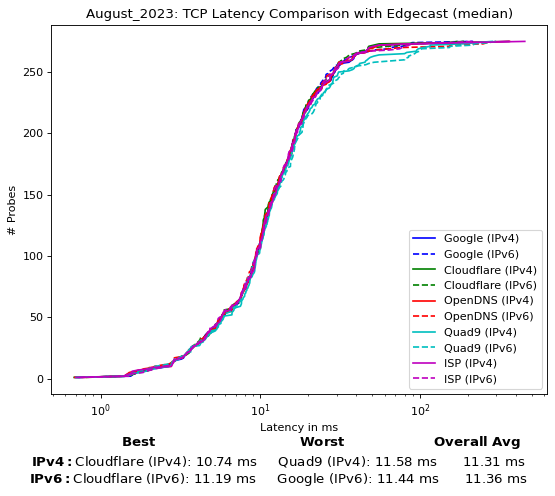 August_2023: TCP Latency Comparison with Edgecast (median)
# Probes
250
200
150
100
50
0
Google (IPv4)
Google (IPv6)
Cloudflare (IPv4)
Cloudflare (IPv6)
OpenDNS (IPv4)
OpenDNS (IPv6)
Quad9 (IPv4)
Quad9 (IPv6)
ISP (IPv4)
ISP (IPv6)
10⁰ 10¹ 10²
Latency in ms
Best Worst Overall Avg
IPv4: Cloudflare (IPv4): 10.74 ms Quad9 (IPv4): 11.58 ms 11.31 ms
IPv6: Cloudflare (IPv6): 11.19 ms Google (IPv6): 11.44 ms 11.36 ms